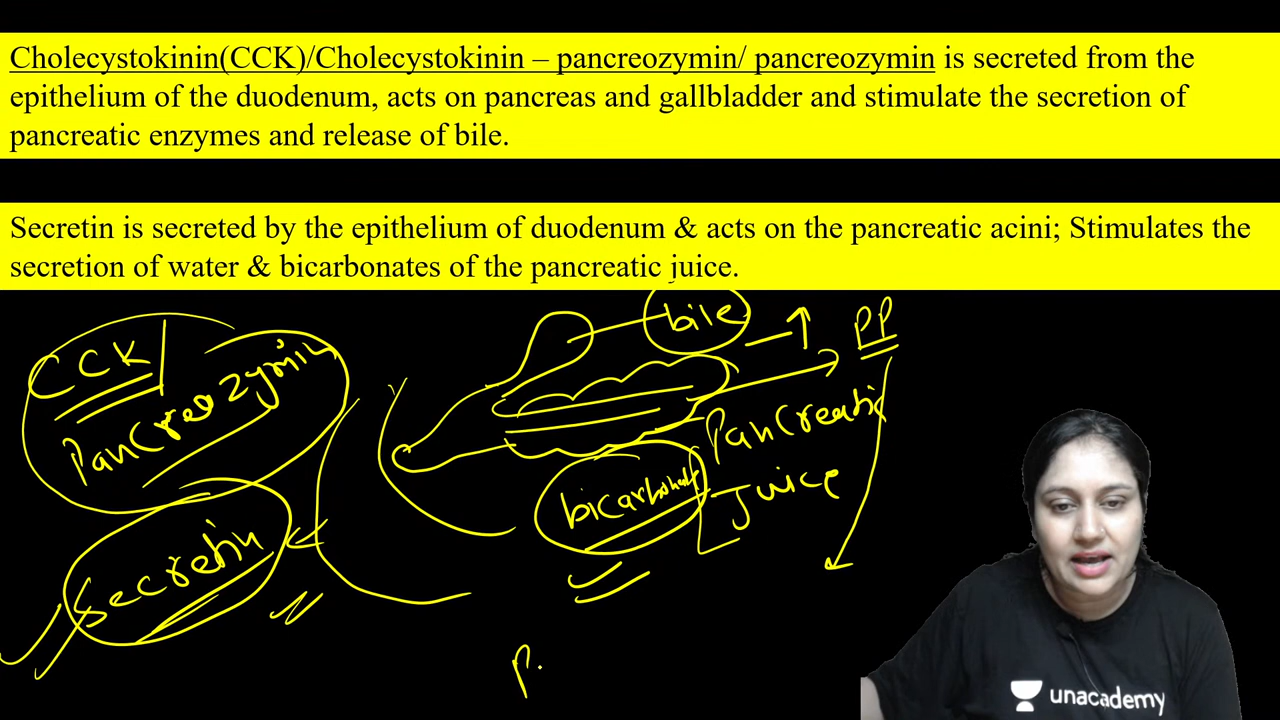 Cholecystokinin(CCK)/Cholecystokinin – pancreozymin/ pancreozymin is secreted from the
epithelium of the duodenum, acts on pancreas and gallbladder and stimulate the secretion of
pancreatic enzymes and release of bile.
Secretin is secreted by the epithelium of duodenum & acts on the pancreatic acini; Stimulates the
secretion of water & bicarbonates of the pancreatic juice.
CCK/
Pancreozymin
Secretin
bile
PP
Pancreatic
Juice
bicarbonate
P.
unacademy